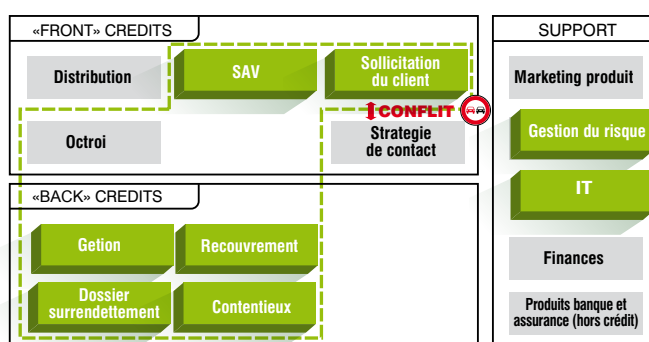 «FRONT» CREDITS
Distribution
SAV
Sollicitation
du client
CONFLIT
Octroi
Strategie
de contact
«BACK» CREDITS
Getion
Recouvrement
Dossier
surrendettement
Contentieux
SUPPORT
Marketing produit
Gestion du risque
IT
Finances
Produits banque et
assurance (hors crédit)